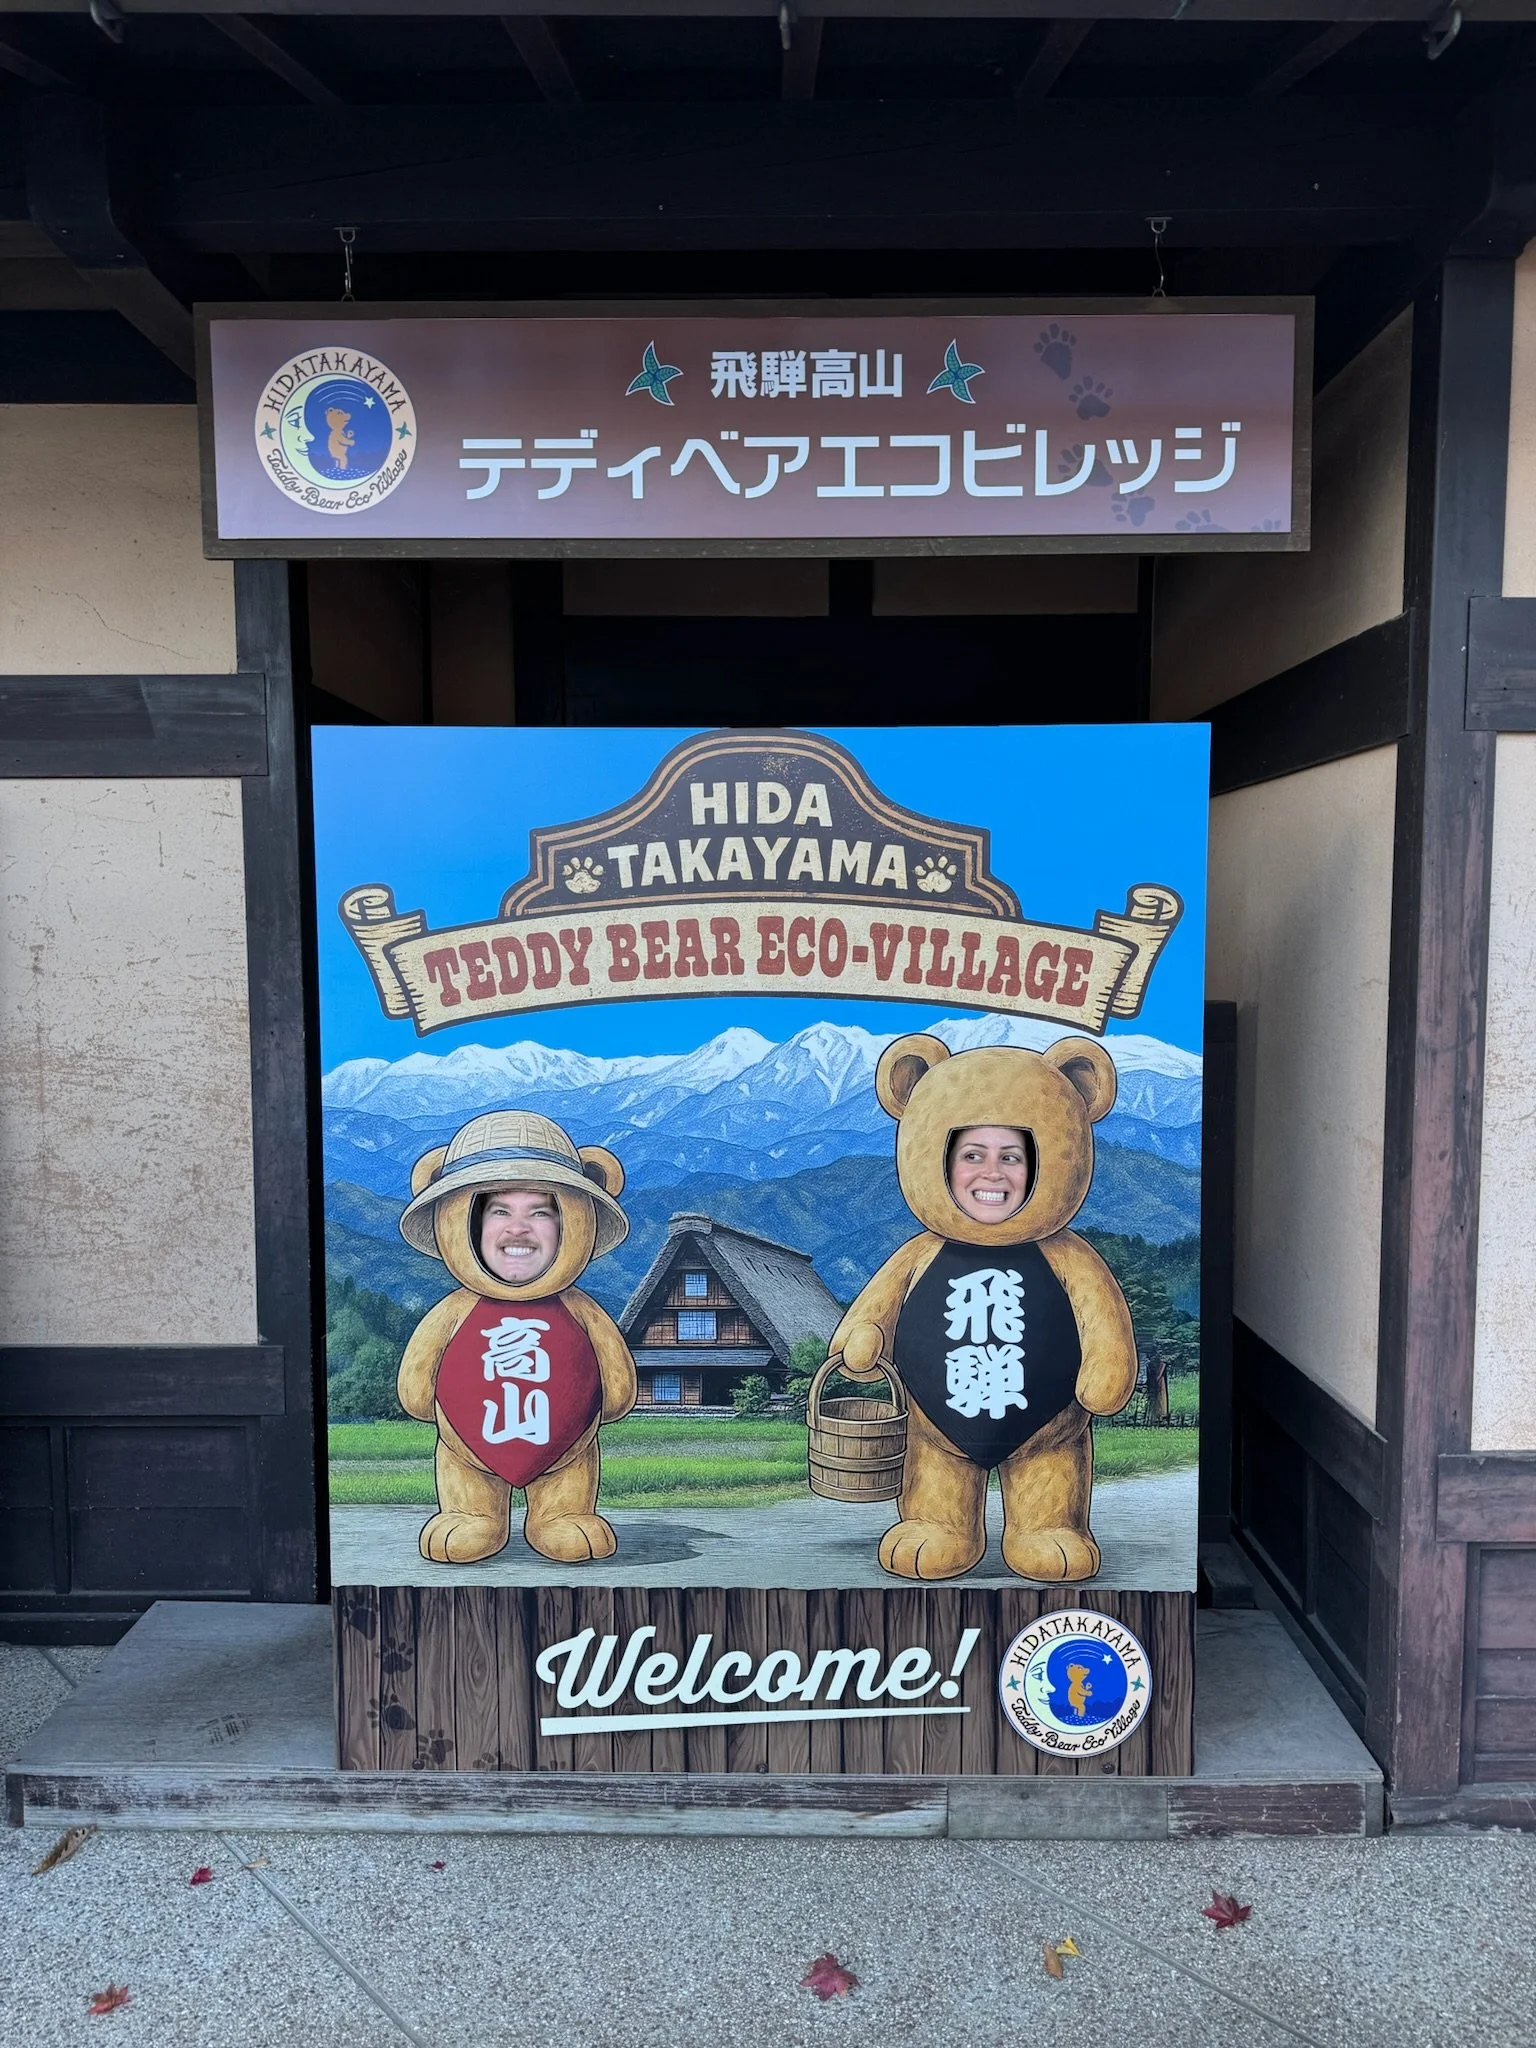 飛騨高山
テディベアエコビレッジ
HIDATAKAYAMA
Teddy Bear Eco Village
HIDA
TAKAYAMA
TEDDY BEAR ECO-VILLAGE
高山
飛騨
Welcome!
HIDATAKAYAMA
Teddy Bear Eco Village